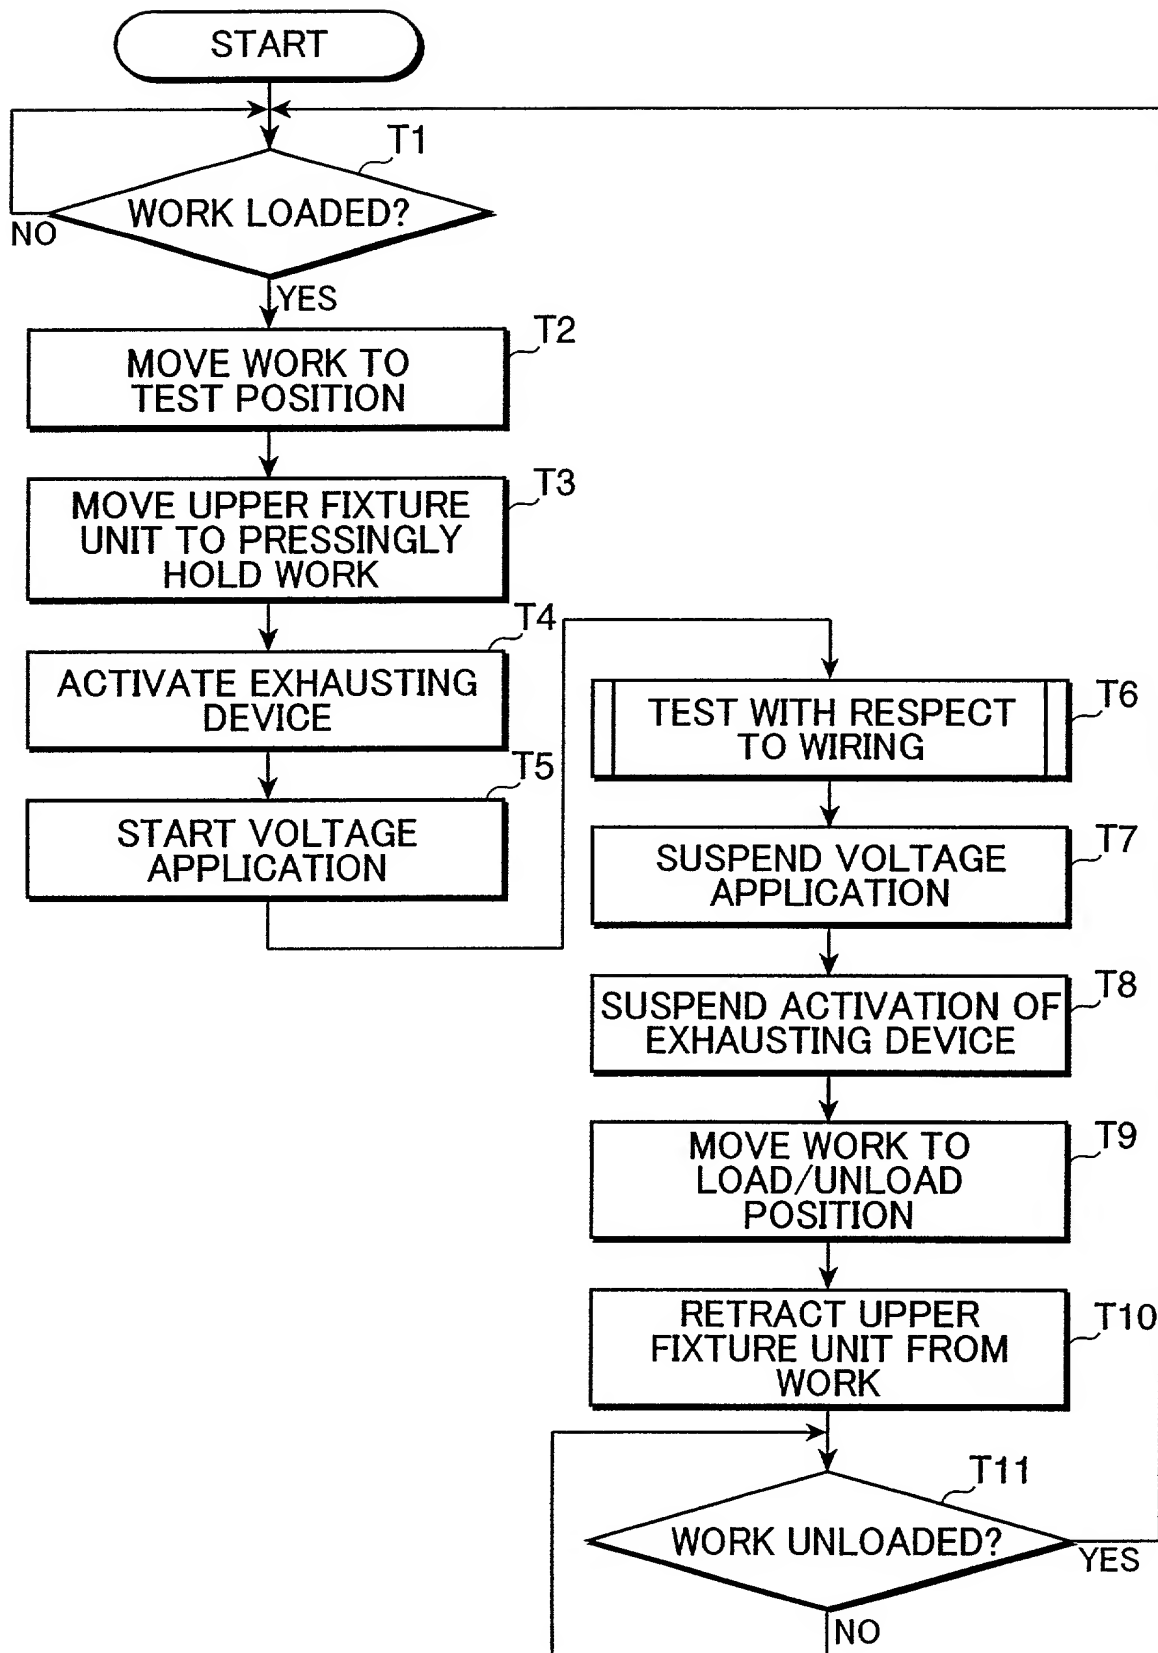 START
T1
WORK LOADED?
NO
YES
T2
MOVE WORK TO
TEST POSITION
T3
MOVE UPPER FIXTURE
UNIT TO PRESSINGLY
HOLD WORK
T4
ACTIVATE EXHAUSTING
DEVICE
T5
START VOLTAGE
APPLICATION
T6
TEST WITH RESPECT
TO WIRING
T7
SUSPEND VOLTAGE
APPLICATION
T8
SUSPEND ACTIVATION OF
EXHAUSTING DEVICE
T9
MOVE WORK TO
LOAD/UNLOAD
POSITION
T10
RETRACT UPPER
FIXTURE UNIT FROM
WORK
T11
WORK UNLOADED?
YES
NO